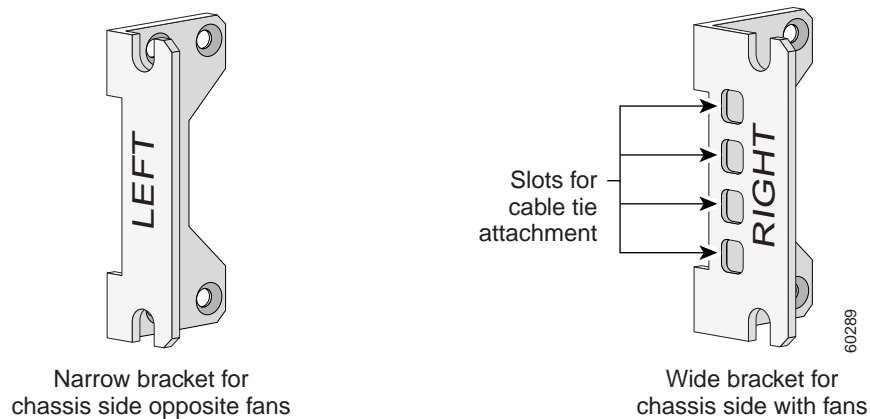 LEFT
Slots for
cable tie
attachment
RIGHT
60289
Narrow bracket for
chassis side opposite fans
Wide bracket for
chassis side with fans